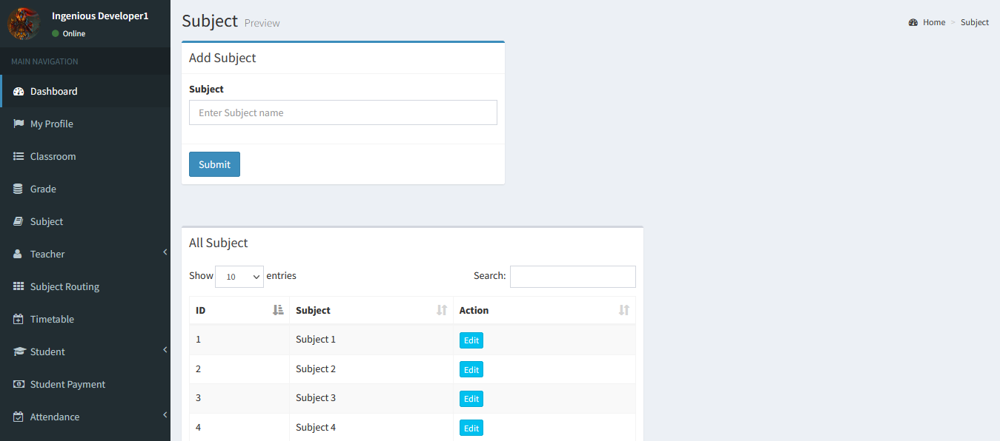 Ingenious Developer1
Online
MAIN NAVIGATION
Dashboard
My Profile
Classroom
Grade
Subject
Teacher
Subject Routing
Timetable
Student
Student Payment
Attendance
Subject Preview
Home > Subject
Add Subject
Subject
Enter Subject name
Submit
All Subject
Show 10 entries Search:
ID Subject Action
1 Subject 1 Edit
2 Subject 2 Edit
3 Subject 3 Edit
4 Subject 4 Edit